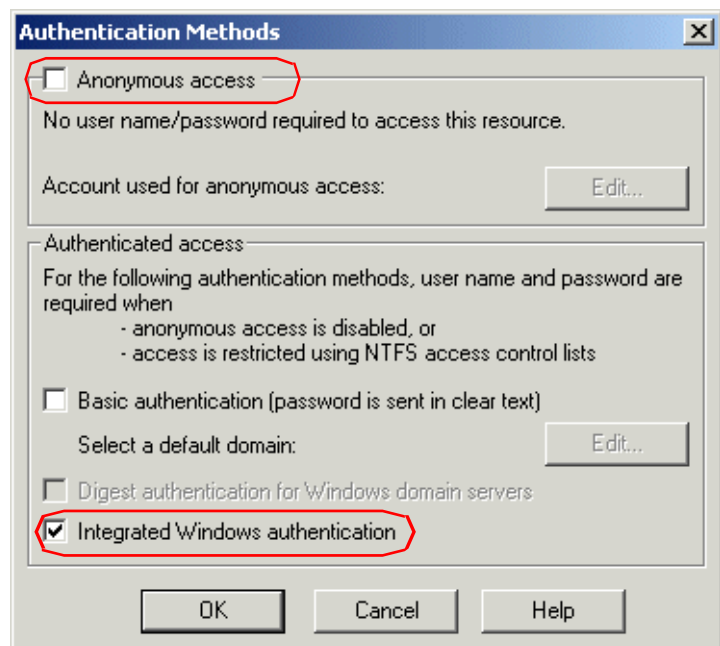 Authentication Methods
Anonymous access
No user name/password required to access this resource.
Account used for anonymous access:
Edit...
Authenticated access
For the following authentication methods, user name and password are
required when
- anonymous access is disabled, or
- access is restricted using NTFS access control lists
Basic authentication (password is sent in clear text)
Select a default domain:
Edit...
Digest authentication for Windows domain servers
Integrated Windows authentication
OK
Cancel
Help